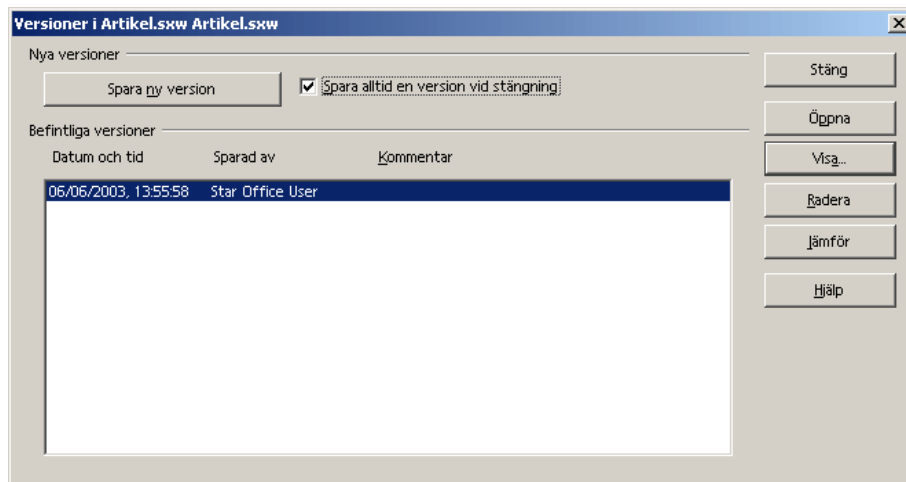 Versioner i Artikel.sxw Artikel.sxw
Nya versioner
Spara ny version
Spara alltid en version vid stängning
Stäng
Öppna
Befintliga versioner
Datum och tid Sparad av Kommentar
Visa...
06/06/2003, 13:55:58 Star Office User
Radera
Jämför
Hjälp